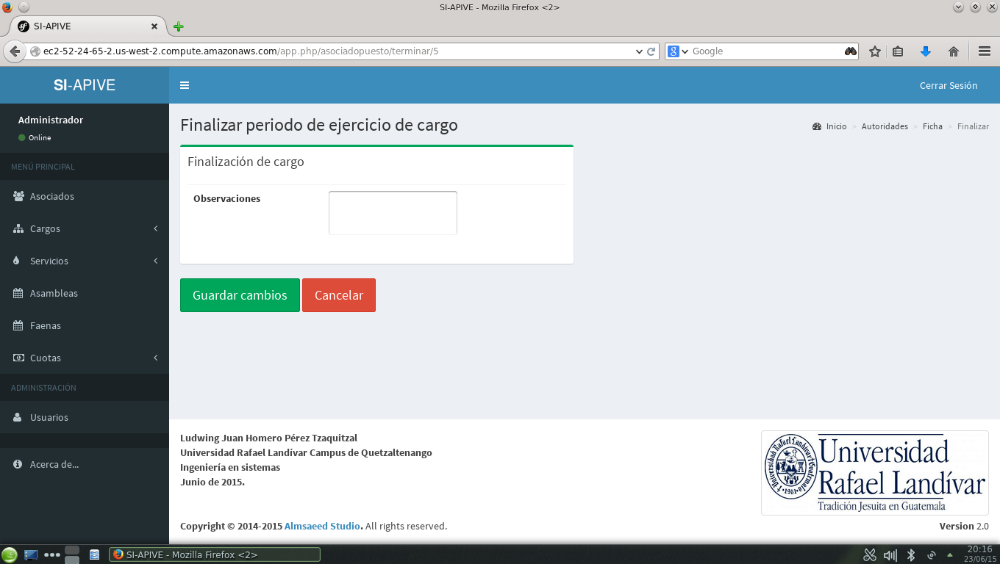 SI-APIVE - Mozilla Firefox <2>
SI-APIVE
ec2-52-24-65-2.us-west-2.compute.amazonaws.com/app.php/asociadopuesto/terminar/5
Google
SI-APIVE
Cerrar Sesión
Administrador
Online
MENÚ PRINCIPAL
Asociados
Cargos
Servicios
Asambleas
Faenas
Cuotas
ADMINISTRACIÓN
Usuarios
Acerca de...
Finalizar periodo de ejercicio de cargo
Inicio > Autoridades > Ficha > Finalizar
Finalización de cargo
Observaciones
Guardar cambios
Cancelar
Ludwing Juan Homero Pérez Tzaquitzal
Universidad Rafael Landívar Campus de Quetzaltenango
Ingeniería en sistemas
Junio de 2015.
Universidad
Rafael Landívar
Tradición Jesuita en Guatemala
Copyright © 2014-2015 Almsaeed Studio. All rights reserved.
Version 2.0
SI-APIVE - Mozilla Firefox <2>
20:16
23/06/15